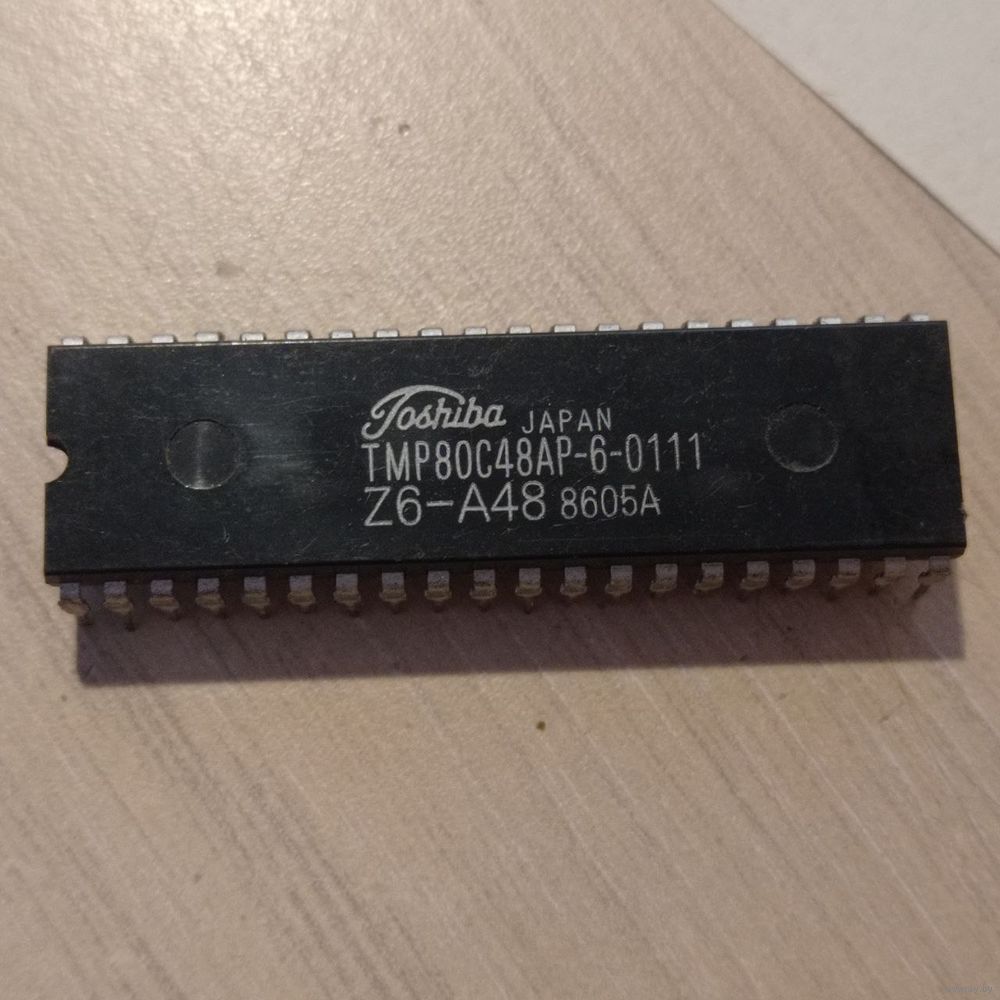 Toshiba JAPAN
TMP80C48AP-6-0111
Z6-A48 8605A